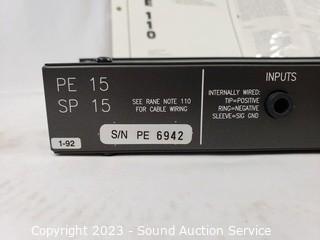 E 110
PE 15
SP 15
SEE RANE NOTE 110
FOR CABLE WIRING
INPUTS
INTERNALLY WIRED:
TIP=POSITIVE
RING=NEGATIVE
SLEEVE=SIG GND
S/N PE 6942
1-92
Copyright 2023 - Sound Auction Service